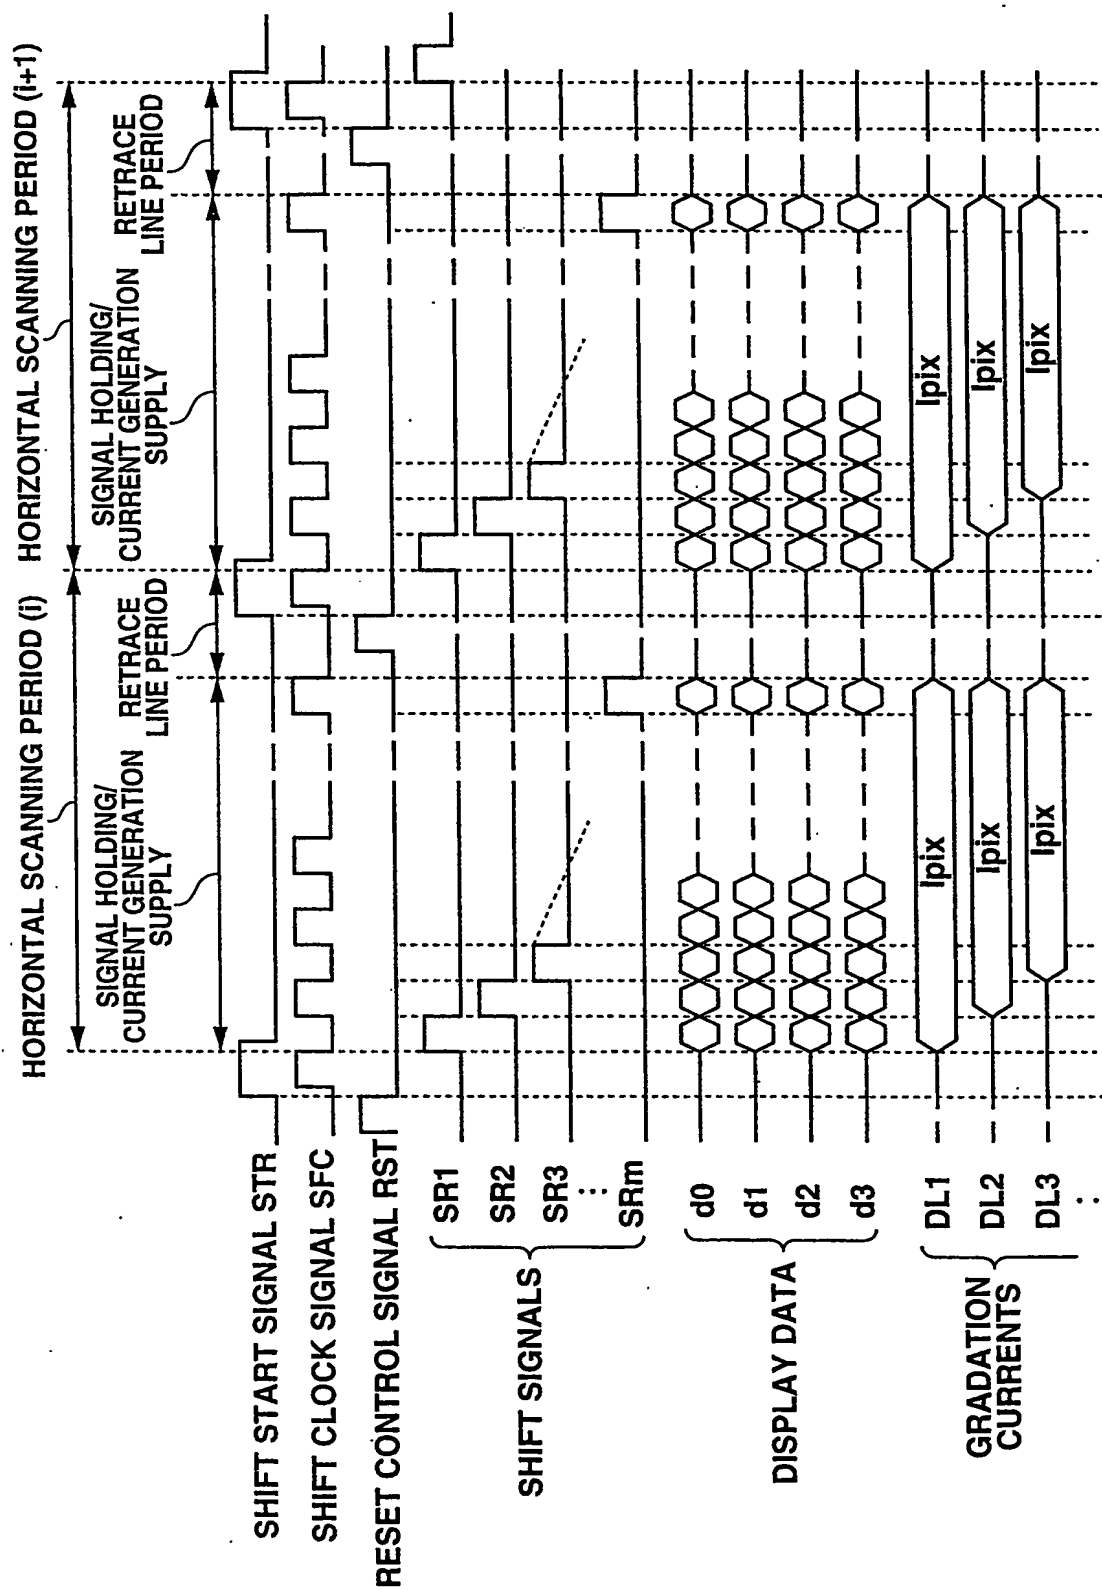 HORIZONTAL SCANNING PERIOD (i)
HORIZONTAL SCANNING PERIOD (i+1)
SIGNAL HOLDING/
CURRENT GENERATION
SUPPLY
RETRACE
LINE PERIOD
SIGNAL HOLDING/
CURRENT GENERATION
SUPPLY
RETRACE
LINE PERIOD
SHIFT START SIGNAL STR
SHIFT CLOCK SIGNAL SFC
RESET CONTROL SIGNAL RST
SHIFT SIGNALS
SR1
SR2
SR3
⋮
SRm
DISPLAY DATA
d0
d1
d2
d3
GRADATION
CURRENTS
DL1
Ipix
Ipix
DL2
Ipix
Ipix
DL3
Ipix
Ipix
⋮